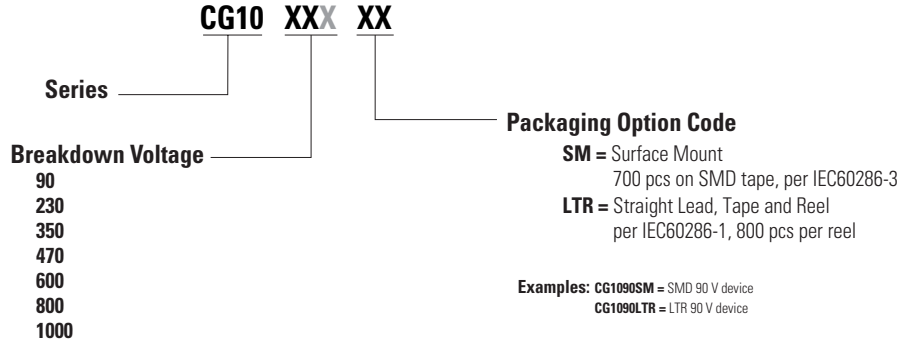 CG10 XXX XX
Series
Breakdown Voltage
90
230
350
470
600
800
1000
Packaging Option Code
SM = Surface Mount
700 pcs on SMD tape, per IEC60286-3
LTR = Straight Lead, Tape and Reel
per IEC60286-1, 800 pcs per reel
Examples: CG1090SM = SMD 90 V device
CG1090LTR = LTR 90 V device